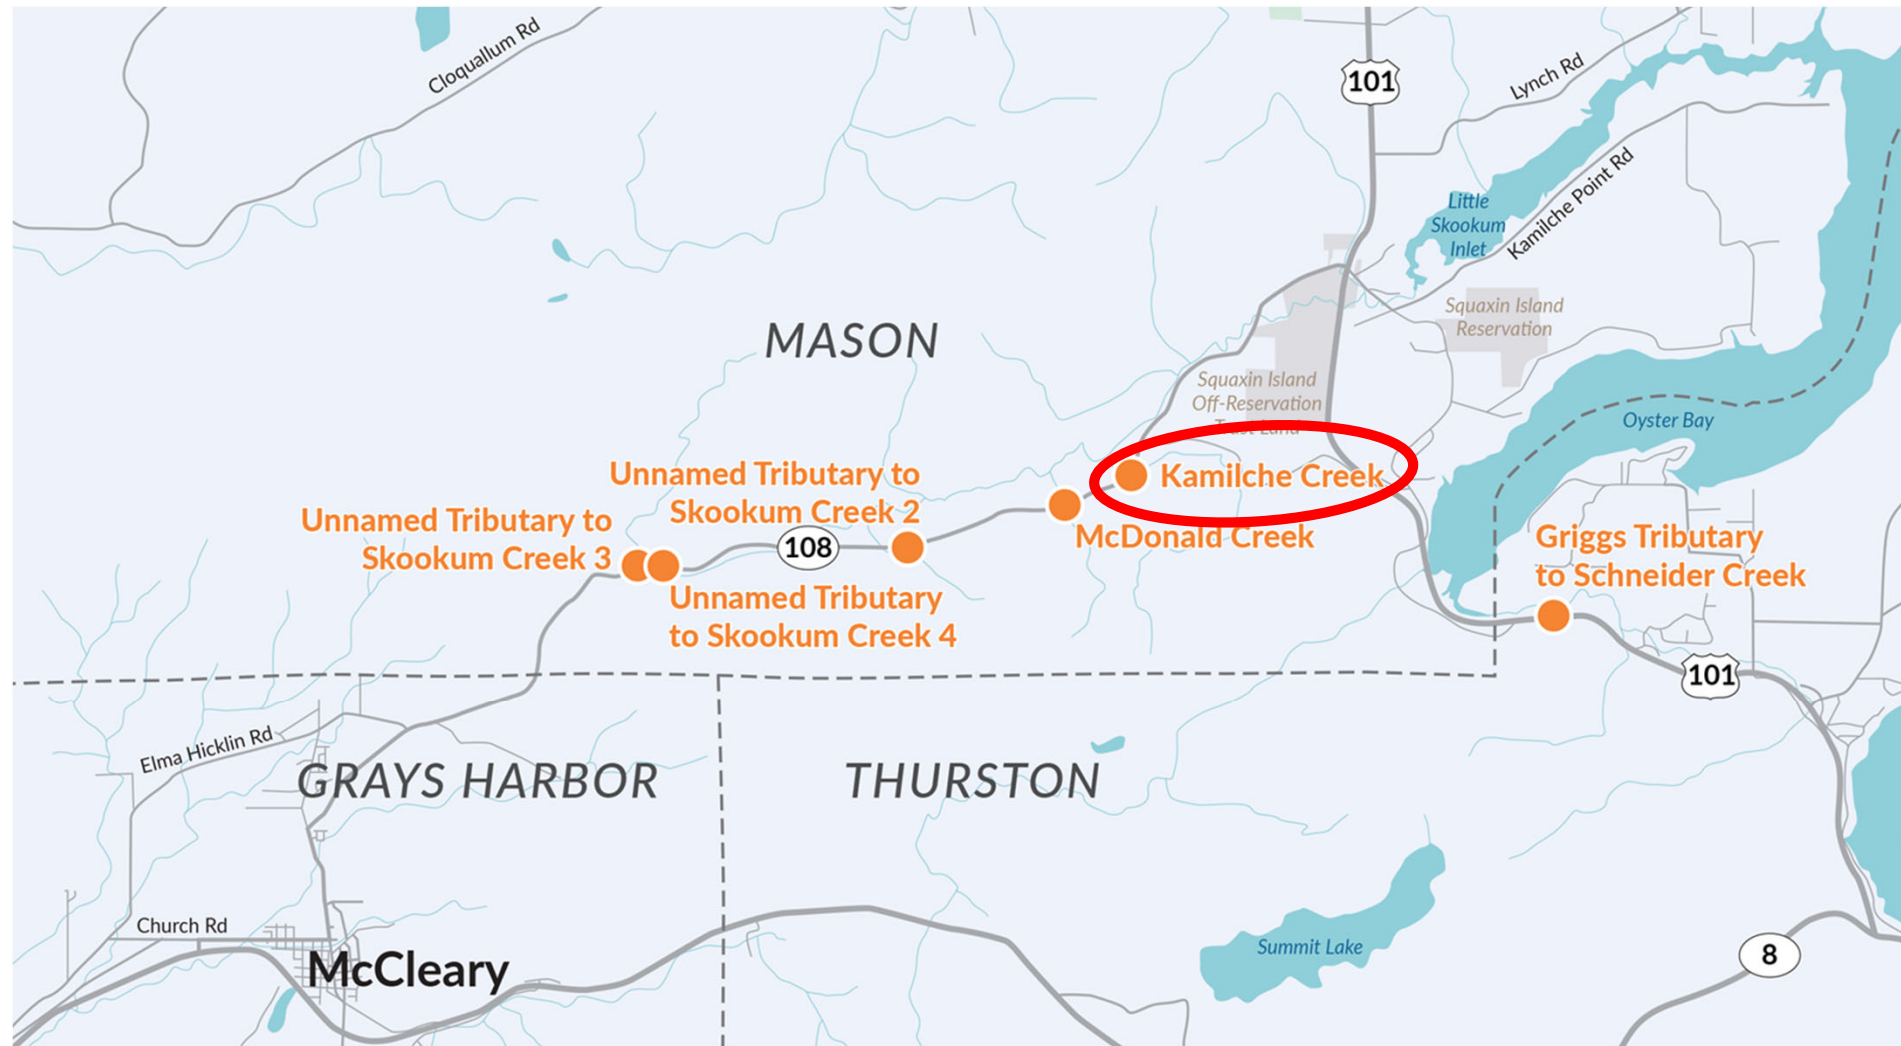 Cloquallum Rd
101
Lynch Rd
Kamilche Point Rd
Little
Skookum
Inlet
Squaxin Island
Reservation
MASON
Squaxin Island
Off-Reservation
Trust Land
Oyster Bay
Kamilche Creek
Unnamed Tributary to
Skookum Creek 2
McDonald Creek
Unnamed Tributary to
Skookum Creek 3
108
Griggs Tributary
to Schneider Creek
Unnamed Tributary
to Skookum Creek 4
101
Elma Hicklin Rd
GRAYS HARBOR
THURSTON
Church Rd
McCleary
Summit Lake
8